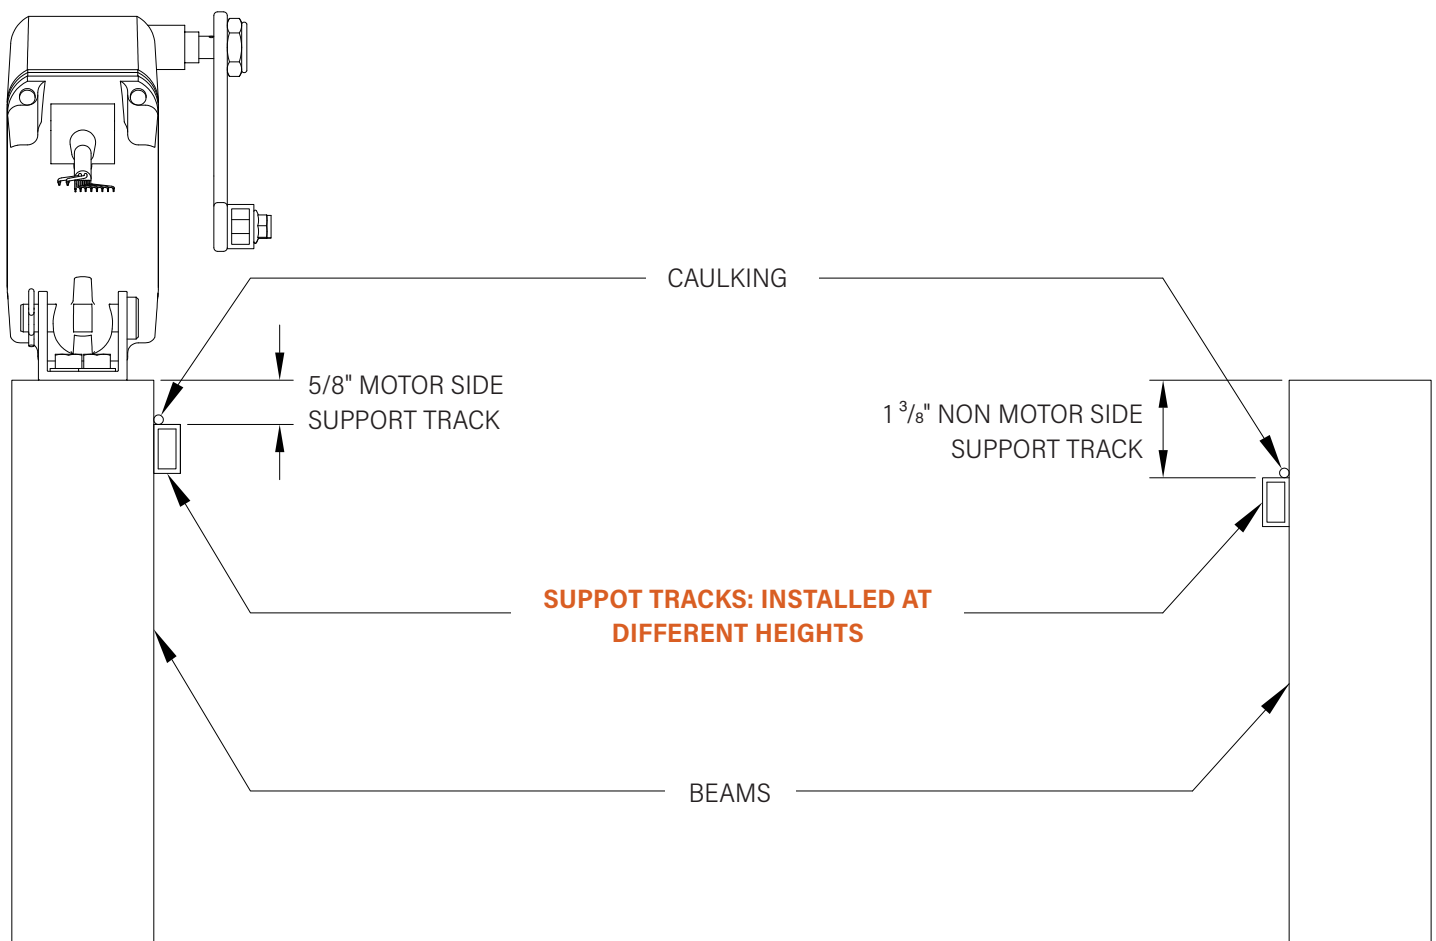 CAULKING
5/8" MOTOR SIDE
SUPPORT TRACK
1 3/8" NON MOTOR SIDE
SUPPORT TRACK
SUPPOT TRACKS: INSTALLED AT
DIFFERENT HEIGHTS
BEAMS